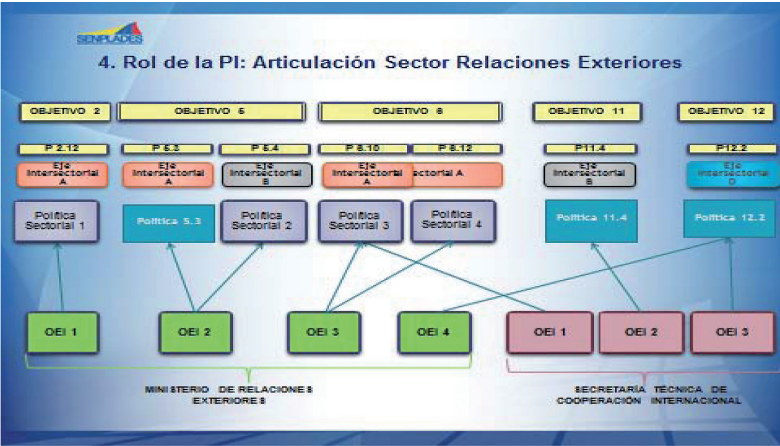 SENPLADES
4. Rol de la PI: Articulación Sector Relaciones Exteriores
OBJETIVO 2
OBJETIVO 5
OBJETIVO 6
OBJETIVO 11
OBJETIVO 12
P 2.12
P 5.3
P 5.4
P 6.10
P 6.12
P11.4
P12.2
Eje
Intersectorial
A
Eje
Intersectorial
A
Eje
Intersectorial
B
Eje
Intersectorial
A
ectorial A
Eje
Intersectorial
B
Eje
Intersectorial
D
Política
Sectorial 1
Política 5.3
Política
Sectorial 2
Política
Sectorial 3
Política
Sectorial 4
Política 11.4
Política 12.2
OEI 1
OEI 2
OEI 3
OEI 4
OEI 1
OEI 2
OEI 3
MINISTERIO DE RELACIONES
EXTERIORES
SECRETARÍA TÉCNICA DE
COOPERACIÓN INTERNACIONAL